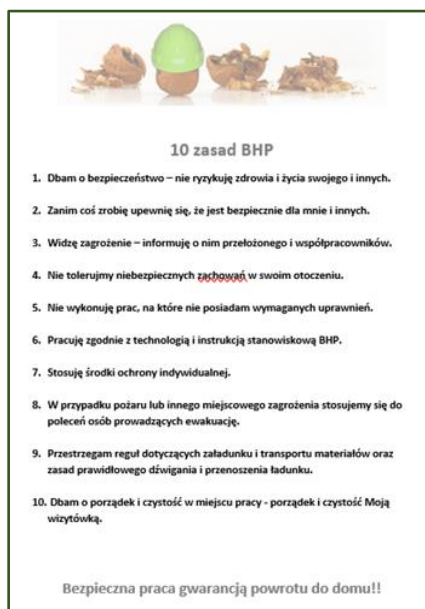 10 zasad BHP
1. Dbam o bezpieczeństwo – nie ryzykuję zdrowia i życia swojego i innych.
2. Zanim coś zrobię upewnię się, że jest bezpiecznie dla mnie i innych.
3. Widzę zagrożenie – informuję o nim przełożonego i współpracowników.
4. Nie tolerujmy niebezpiecznych zachowań w swoim otoczeniu.
5. Nie wykonuję prac, na które nie posiadam wymaganych uprawnień.
6. Pracuję zgodnie z technologią i instrukcją stanowiskową BHP.
7. Stosuję środki ochrony indywidualnej.
8. W przypadku pożaru lub innego miejscowego zagrożenia stosujemy się do
poleceń osób prowadzących ewakuację.
9. Przestrzegam reguł dotyczących załadunku i transportu materiałów oraz
zasad prawidłowego dźwigania i przenoszenia ładunku.
10. Dbam o porządek i czystość w miejscu pracy - porządek i czystość Moją
wizytówką.
Bezpieczna praca gwarancją powrotu do domu!!